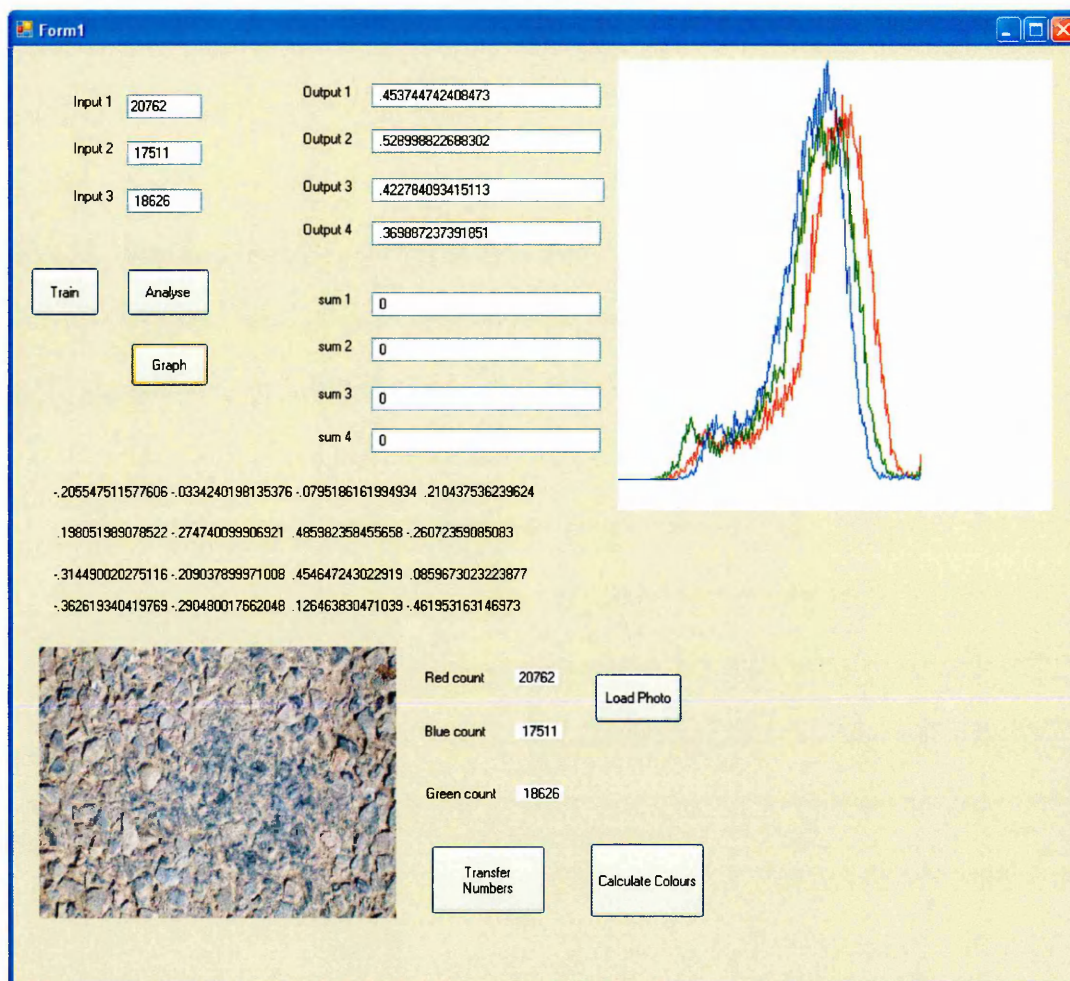 Form1
Input 1 20762
Input 2 17511
Input 3 18626
Output 1 .453744742408473
Output 2 .528998822688302
Output 3 .422784093415113
Output 4 .369887237391851
Train
Analyse
Graph
sum 1 0
sum 2 0
sum 3 0
sum 4 0
-.205547511577606 -.0334240198135376 -.0795186161994934 .210437536239624
.198051989078522 -.274740099906921 .485982358455658 -.26072359085083
-.314490020275116 -.209037899971008 .454647243022919 .0859673023223877
-.362619340419769 -.290480017662048 .126463830471039 -.461953163146973
Red count 20762
Load Photo
Blue count 17511
Green count 18626
Transfer
Numbers
Calculate Colours